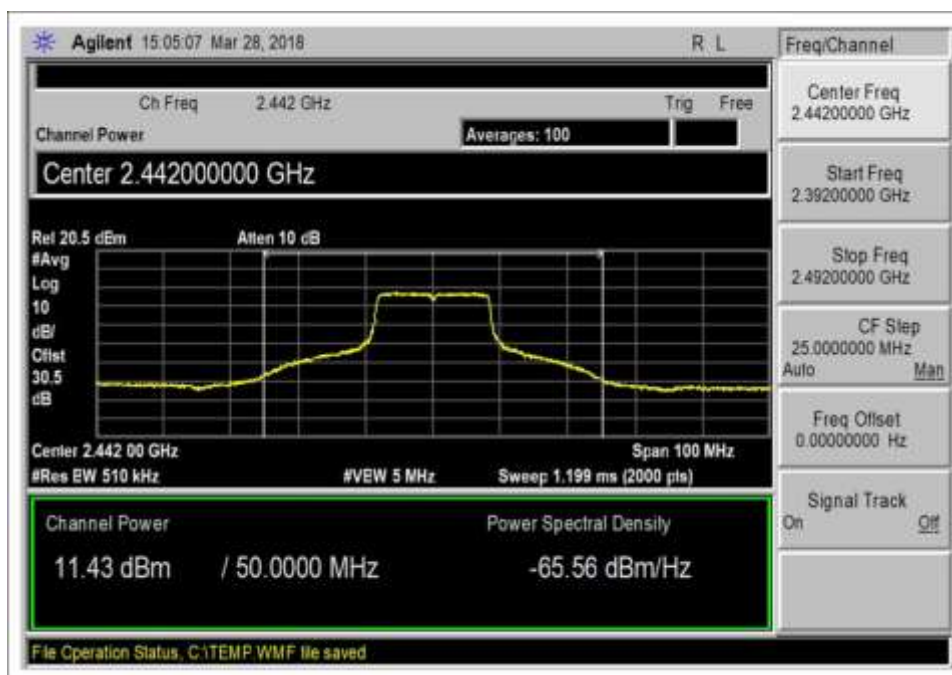 Agilent 15:05:07 Mar 28, 2018 R L
Freq/Channel
Ch Freq 2.442 GHz Trig Free
Channel Power Averages: 100
Center 2.442000000 GHz
Ref 20.5 dBm Atten 10 dB
#Avg
Log
10
dB/
Offst
30.5
dB
Center 2.442 00 GHz Span 100 MHz
#Res BW 510 kHz #VBW 5 MHz Sweep 1.199 ms (2000 pts)
Channel Power Power Spectral Density
11.43 dBm / 50.0000 MHz -65.56 dBm/Hz
File Operation Status, C:\TEMP.WMF file saved
Center Freq
2.44200000 GHz
Start Freq
2.39200000 GHz
Stop Freq
2.49200000 GHz
CF Step
25.0000000 MHz
Auto Man
Freq Offset
0.00000000 Hz
Signal Track
On Off